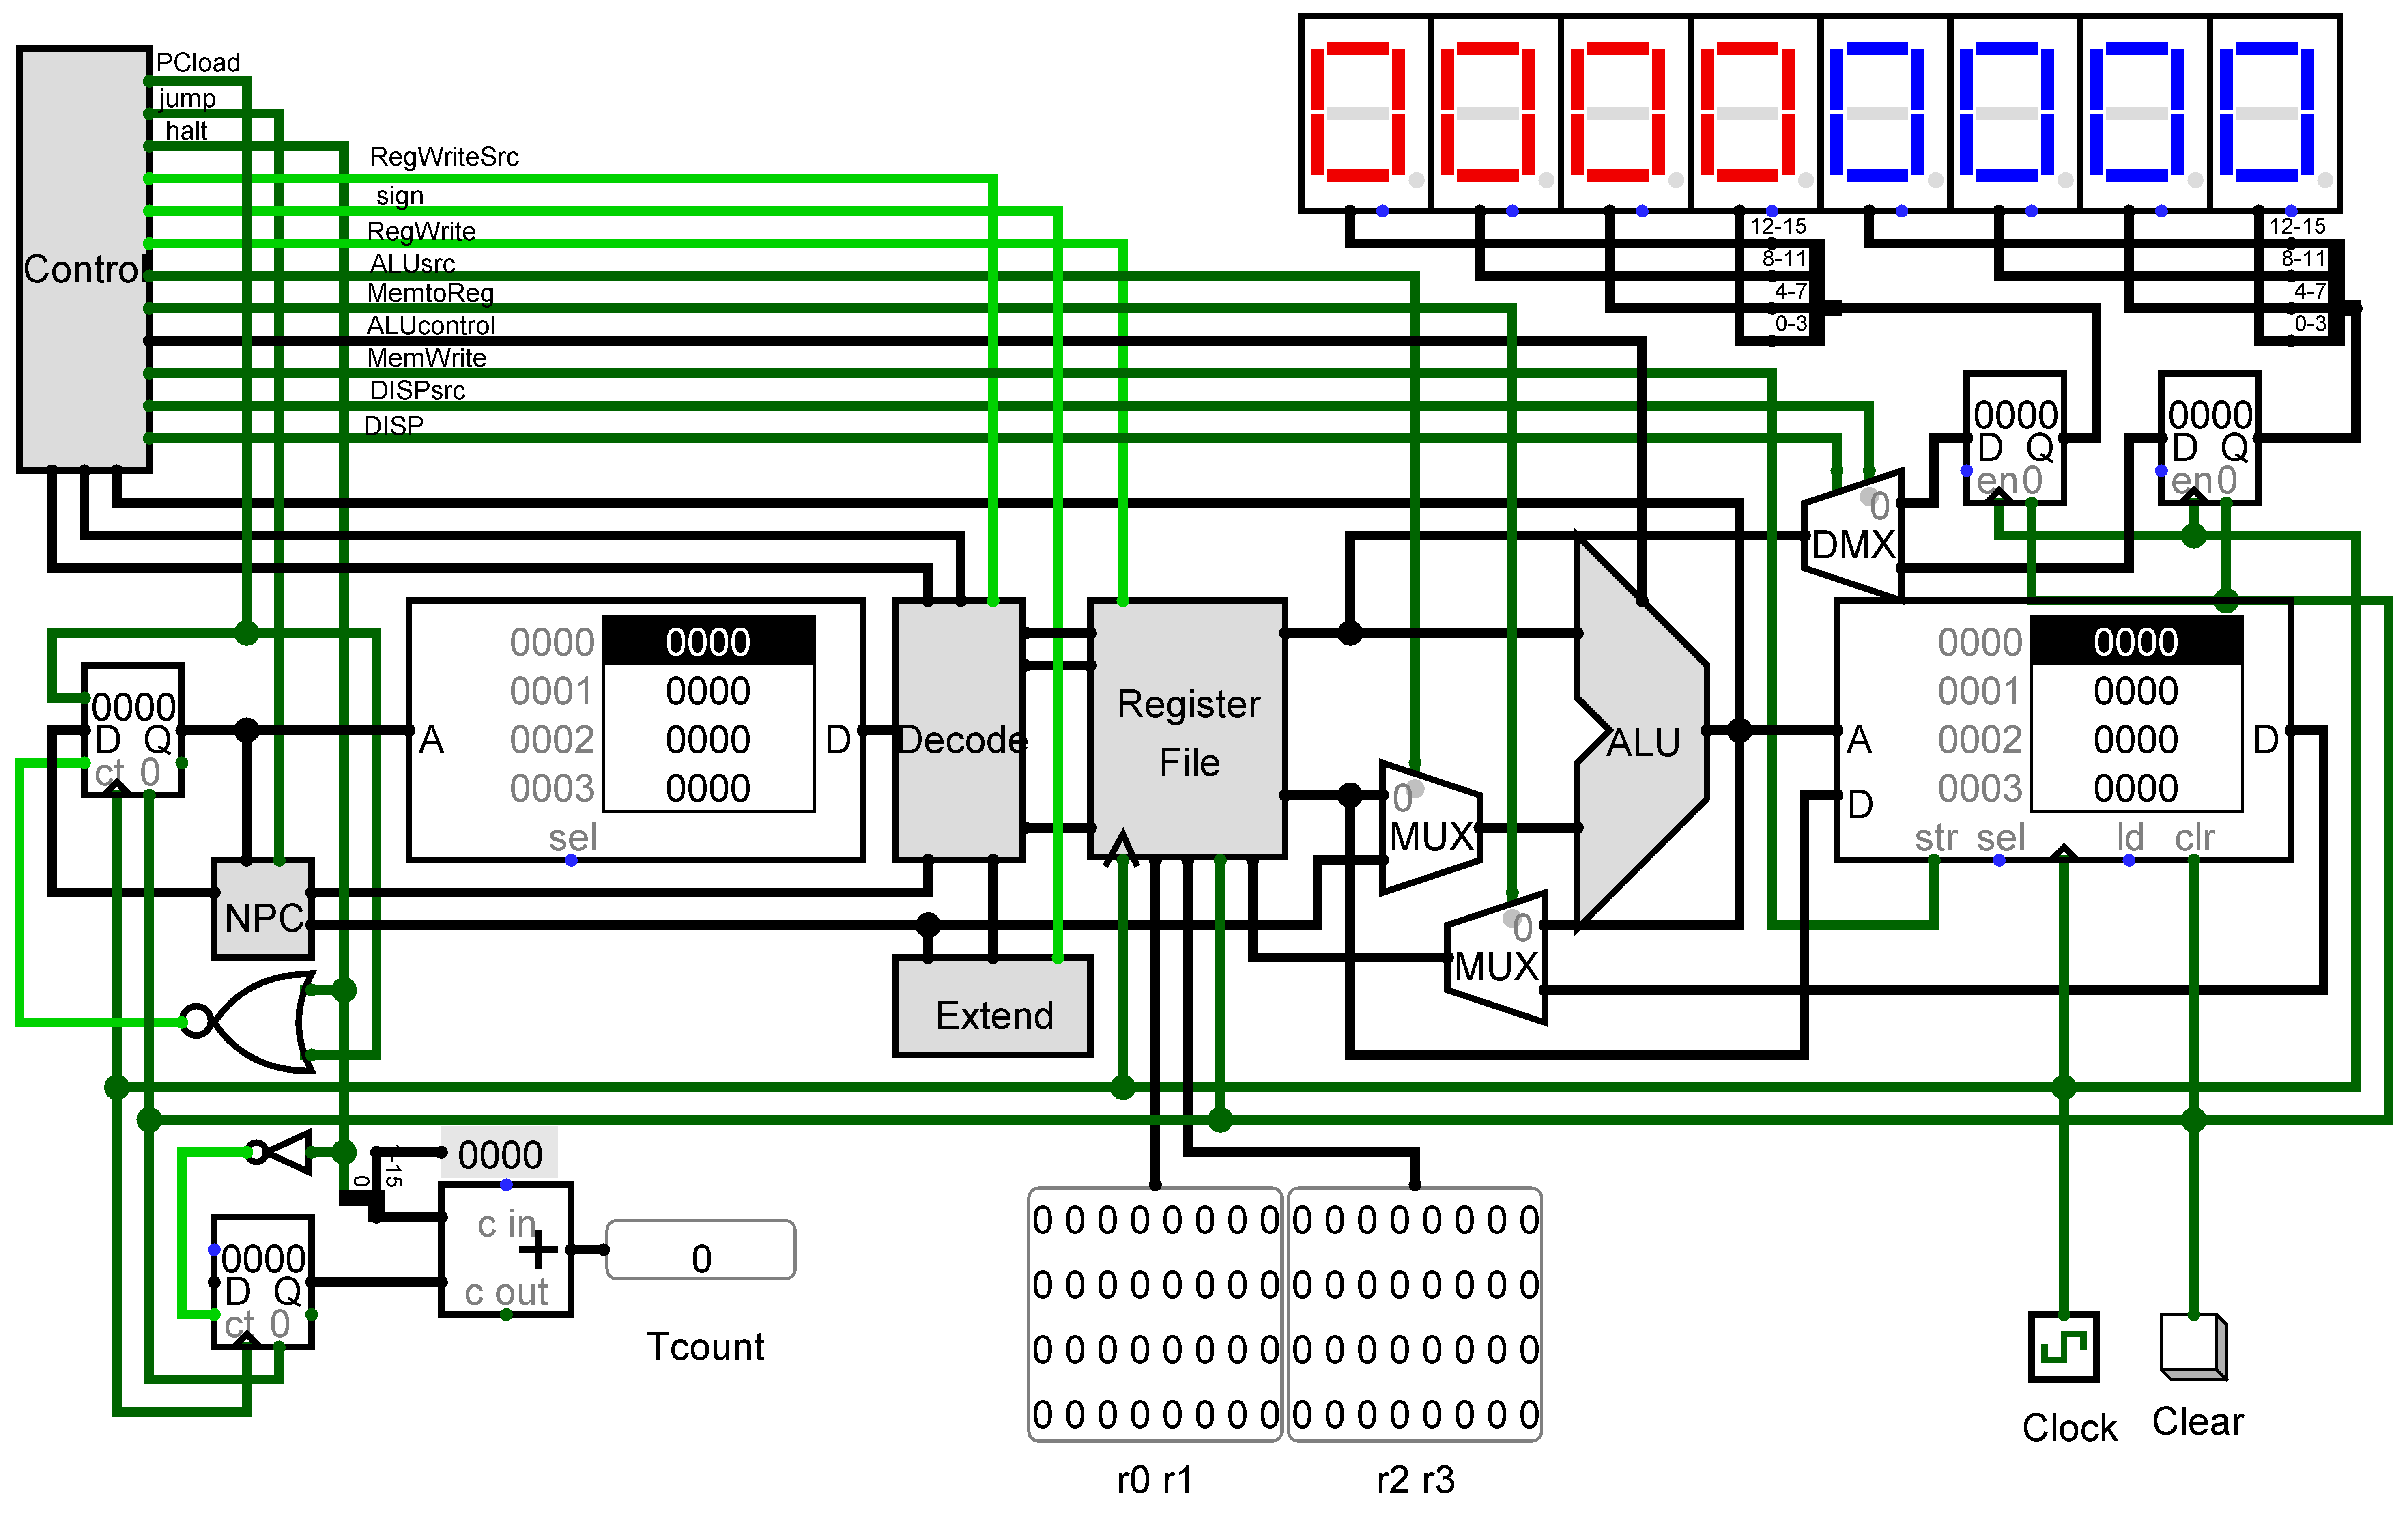 PCload
jump
halt
RegWriteSrc
sign
RegWrite
ALUsrc
MemtoReg
ALUcontrol
MemWrite
DISPsrc
DISP
Control
12-15
8-11
4-7
0-3
12-15
8-11
4-7
0-3
0000
D Q
en 0
0000
D Q
en 0
0
DMX
0000
D Q
ct 0
A
0000 0000
0001 0000
0002 0000
0003 0000
D
sel
Decode
Register
File
0
MUX
ALU
0
MUX
A
D
0000 0000
0001 0000
0002 0000
0003 0000
D
str sel ld clr
NPC
Extend
0
-15
0000
c in
+
c out
0
0000
D Q
ct 0
Tcount
0 0 0 0 0 0 0 0
0 0 0 0 0 0 0 0
0 0 0 0 0 0 0 0
0 0 0 0 0 0 0 0
r0 r1
0 0 0 0 0 0 0 0
0 0 0 0 0 0 0 0
0 0 0 0 0 0 0 0
0 0 0 0 0 0 0 0
r2 r3
Clock
Clear